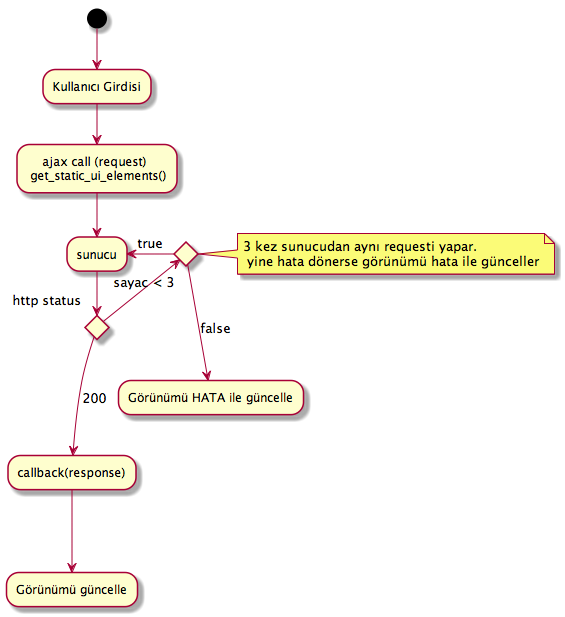 Kullanıcı Girdisi
ajax call (request)
get_static_ui_elements()
true
3 kez sunucudan aynı requesti yapar.
yine hata dönerse görünümü hata ile günceller
sunucu
sayac < 3
http status
false
200
Görünümü HATA ile güncelle
callback(response)
Görünümü güncelle